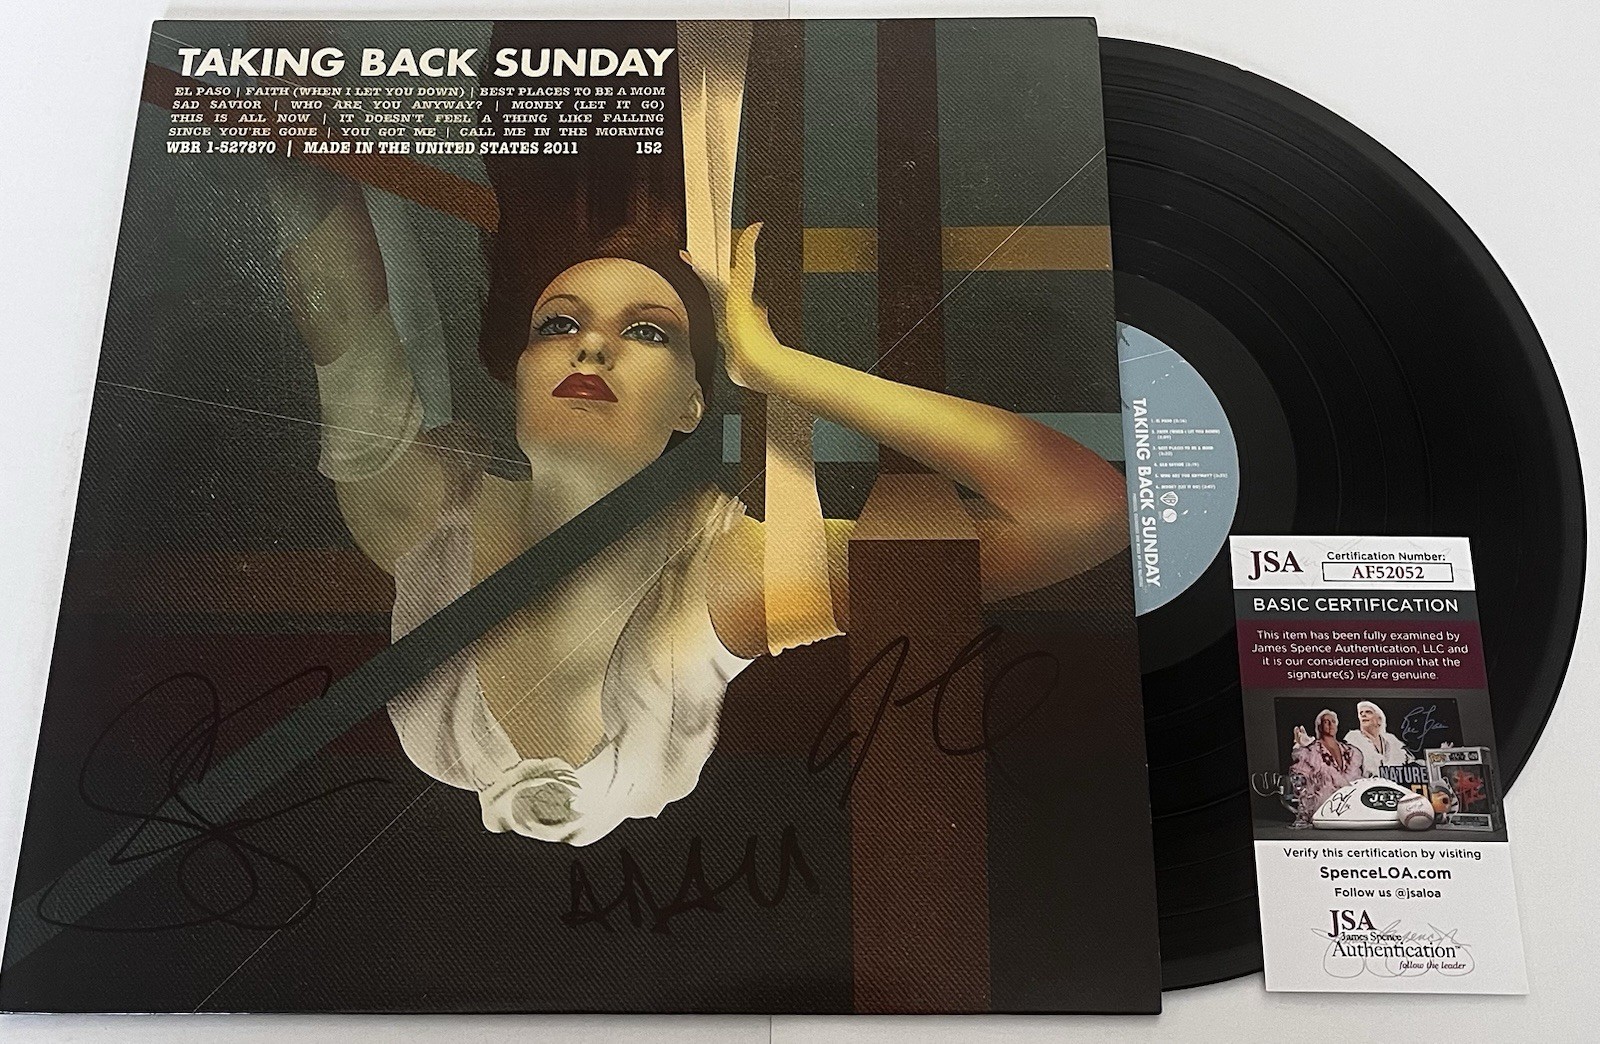 TAKING BACK SUNDAY
EL PASO | FAITH (WHEN I LET YOU DOWN) | BEST PLACES TO BE A MOM
SAD SAVIOR | WHO ARE YOU ANYWAY? | MONEY (LET IT GO)
THIS IS ALL NOW | IT DOESN'T FEEL A THING LIKE FALLING
SINCE YOU'RE GONE | YOU GOT ME | CALL ME IN THE MORNING
WBR 1-527870 | MADE IN THE UNITED STATES 2011 152
TAKING BACK SUNDAY
JSA
Certification Number:
AF52052
BASIC CERTIFICATION
This item has been fully examined by
James Spence Authentication, LLC and
it is our considered opinion that the
signature(s) is/are genuine.
NATURE
JETS
Verify this certification by visiting
SpenceLOA.com
Follow us @jsaloa
JSA
James Spence
Authentication™
follow the leader